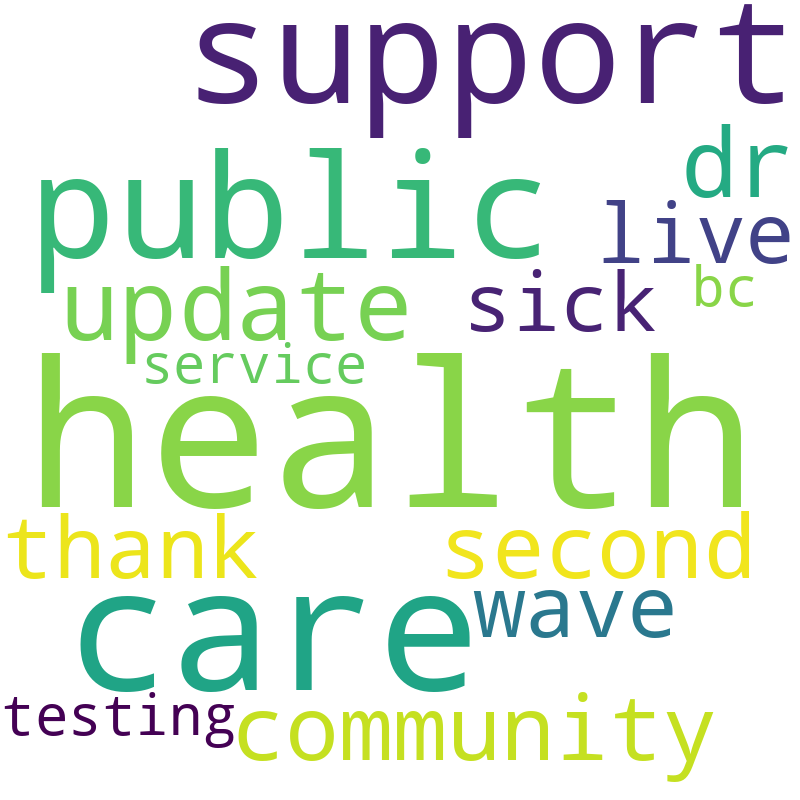 support
public dr
live
update sick bc
service
health
thank second
care wave
testing community